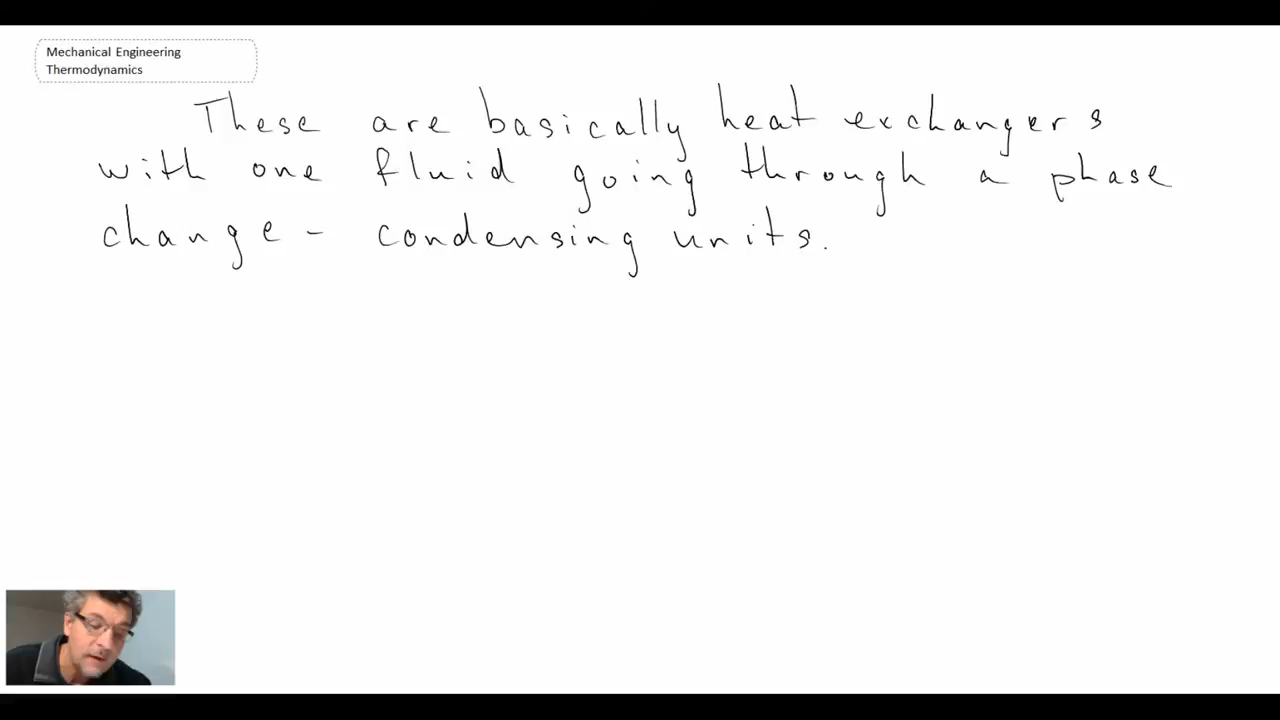 Mechanical Engineering
Thermodynamics
These are basically heat exchangers
with one fluid going through a phase
change - condensing units.